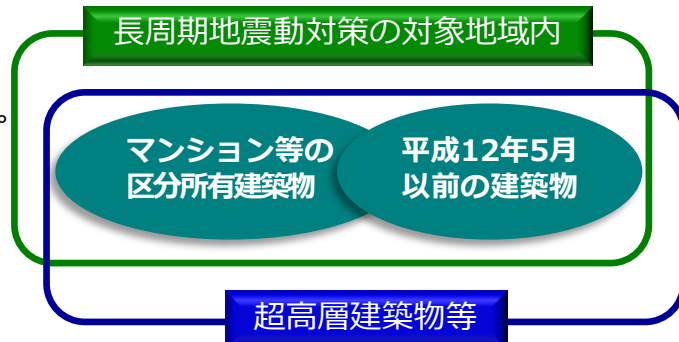 長周期地震動対策の対象地域内
。
マンション等の
区分所有建築物
平成12年5月
以前の建築物
超高層建築物等